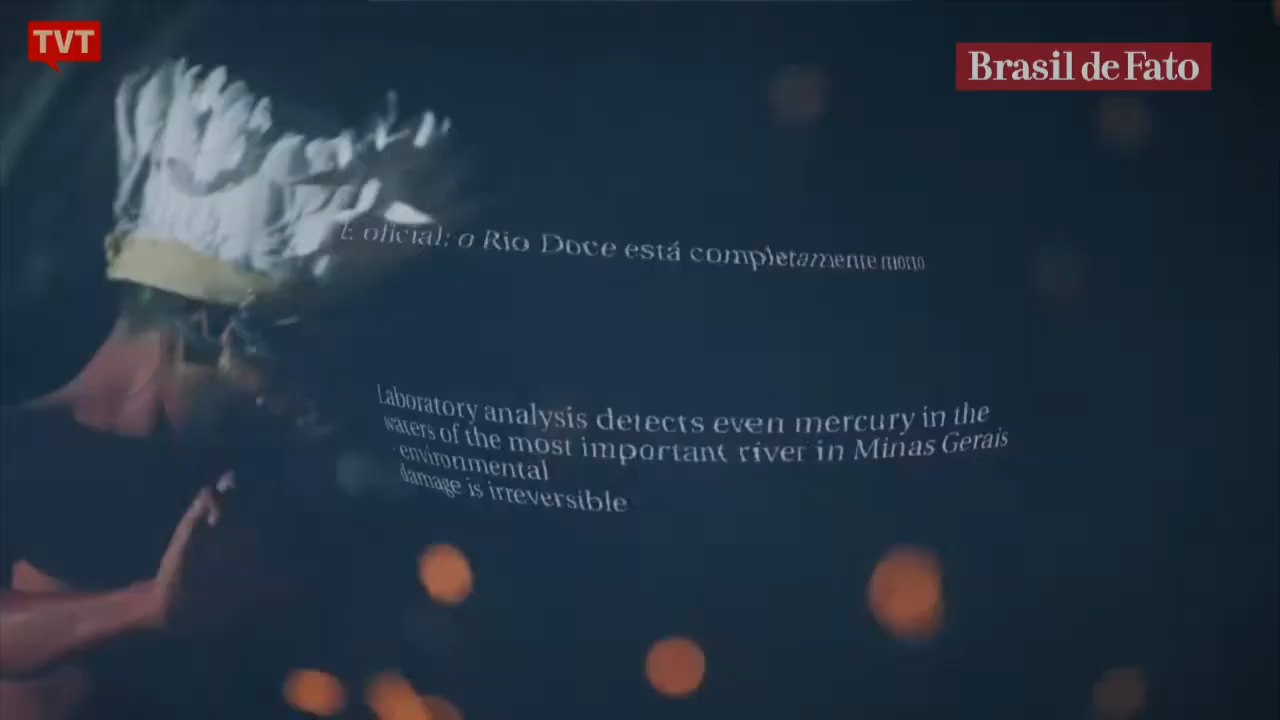 TVT
Brasil de Fato
É oficial: o Rio Doce está completamente morto
Laboratory analysis detects even mercury in the
waters of the most important river in Minas Gerais
- environmental
damage is irreversible